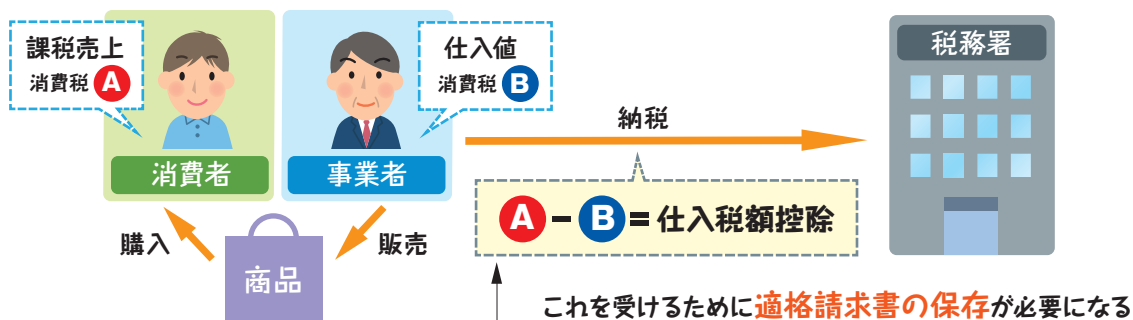 課税売上
消費税 A
仕入値
消費税 B
税務署
納税
消費者
事業者
A－B＝仕入税額控除
購入
販売
商品
これを受けるために適格請求書の保存が必要になる